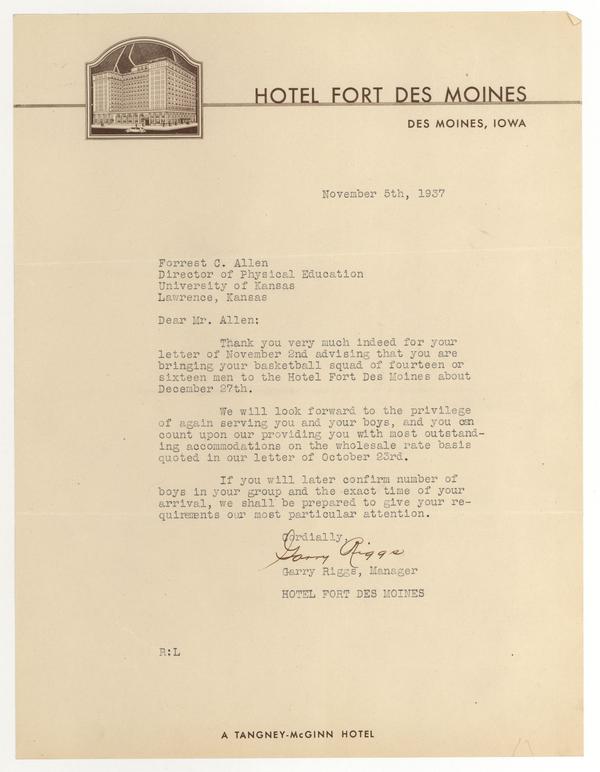 HOTEL FORT DES MOINES
DES MOINES, IOWA
November 5th, 1937
Forrest C. Allen
Director of Physical Education
University of Kansas
Lawrence, Kansas
Dear Mr. Allen:
Thank you very much indeed for your
letter of November 2nd advising that you are
bringing your basketball squad of fourteen or
sixteen men to the Hotel Fort Des Moines about
December 27th.
We will look forward to the privilege
of again serving you and your boys, and you can
count upon our providing you with most outstand-
ing accommodations on the wholesale rate basis
quoted in our letter of October 23rd.
If you will later confirm number of
boys in your group and the exact time of your
arrival, we shall be prepared to give your re-
quirements our most particular attention.
Cordially,
Garry Riggs
Garry Riggs, Manager
HOTEL FORT DES MOINES
R:L
A TANGNEY-McGINN HOTEL